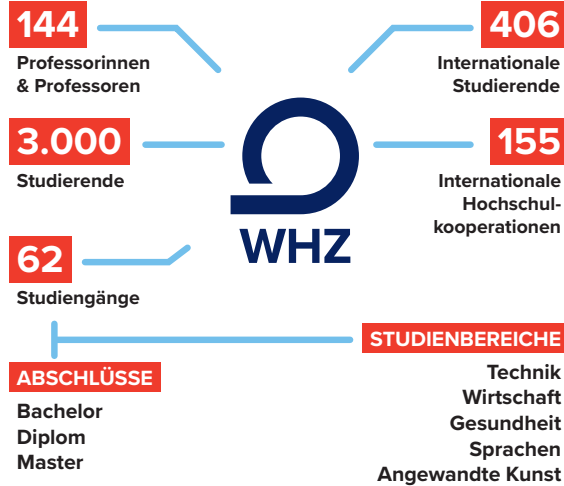 144
Professorinnen
& Professoren
406
Internationale
Studierende
3.000
Studierende
155
Internationale
Hochschul-
kooperationen
WHZ
62
Studiengänge
ABSCHLÜSSE
Bachelor
Diplom
Master
STUDIENBEREICHE
Technik
Wirtschaft
Gesundheit
Sprachen
Angewandte Kunst